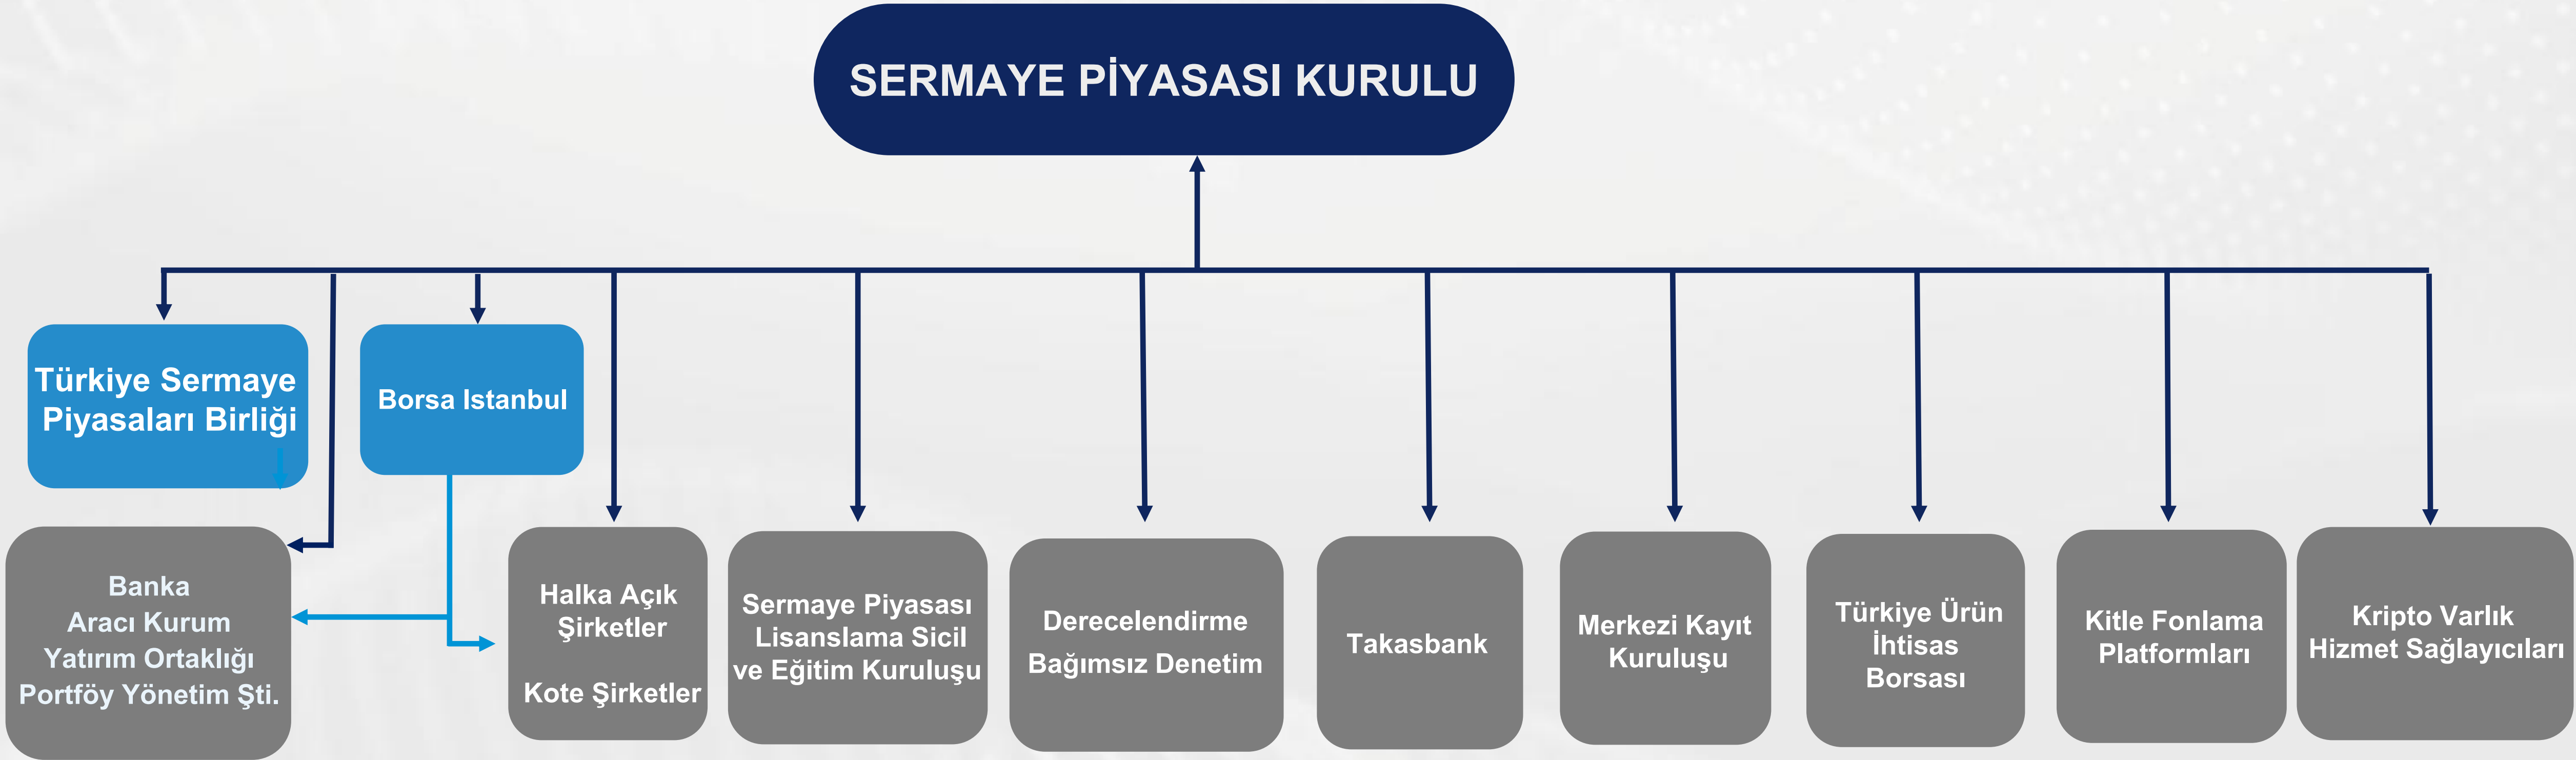 SERMAYE PİYASASI KURULU
Türkiye Sermaye
Piyasaları Birliği
Borsa Istanbul
Banka
Aracı Kurum
Yatırım Ortaklığı
Portföy Yönetim Şti.
Halka Açık
Şirketler
Kote Şirketler
Sermaye Piyasası
Lisanslama Sicil
ve Eğitim Kuruluşu
Derecelendirme
Bağımsız Denetim
Takasbank
Merkezi Kayıt
Kuruluşu
Türkiye Ürün
İhtisas
Borsası
Kitle Fonlama
Platformları
Kripto Varlık
Hizmet Sağlayıcıları